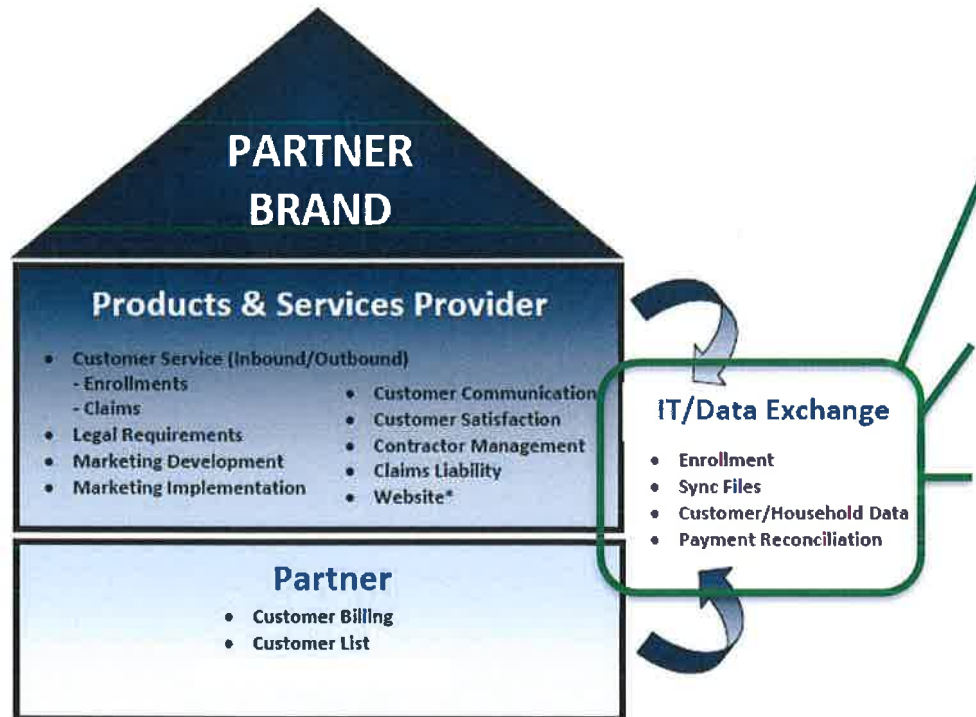 PARTNER
BRAND
Products & Services Provider
• Customer Service (Inbound/Outbound)
- Enrollments
- Claims
• Legal Requirements
• Marketing Development
• Marketing Implementation
• Customer Communication
• Customer Satisfaction
• Contractor Management
• Claims Liability
• Website*
IT/Data Exchange
• Enrollment
• Sync Files
• Customer/Household Data
• Payment Reconciliation
Partner
• Customer Billing
• Customer List